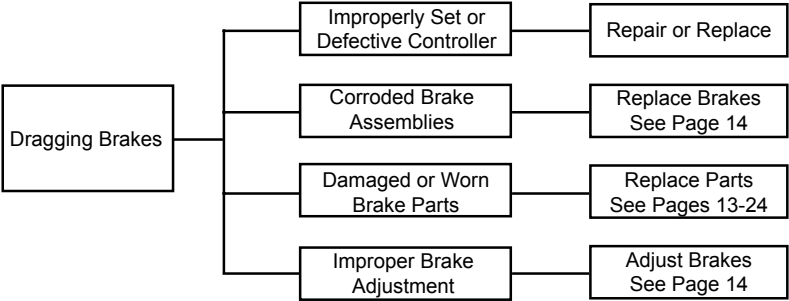 Dragging Brakes
Improperly Set or
Defective Controller
Repair or Replace
Corroded Brake
Assemblies
Replace Brakes
See Page 14
Damaged or Worn
Brake Parts
Replace Parts
See Pages 13-24
Improper Brake
Adjustment
Adjust Brakes
See Page 14